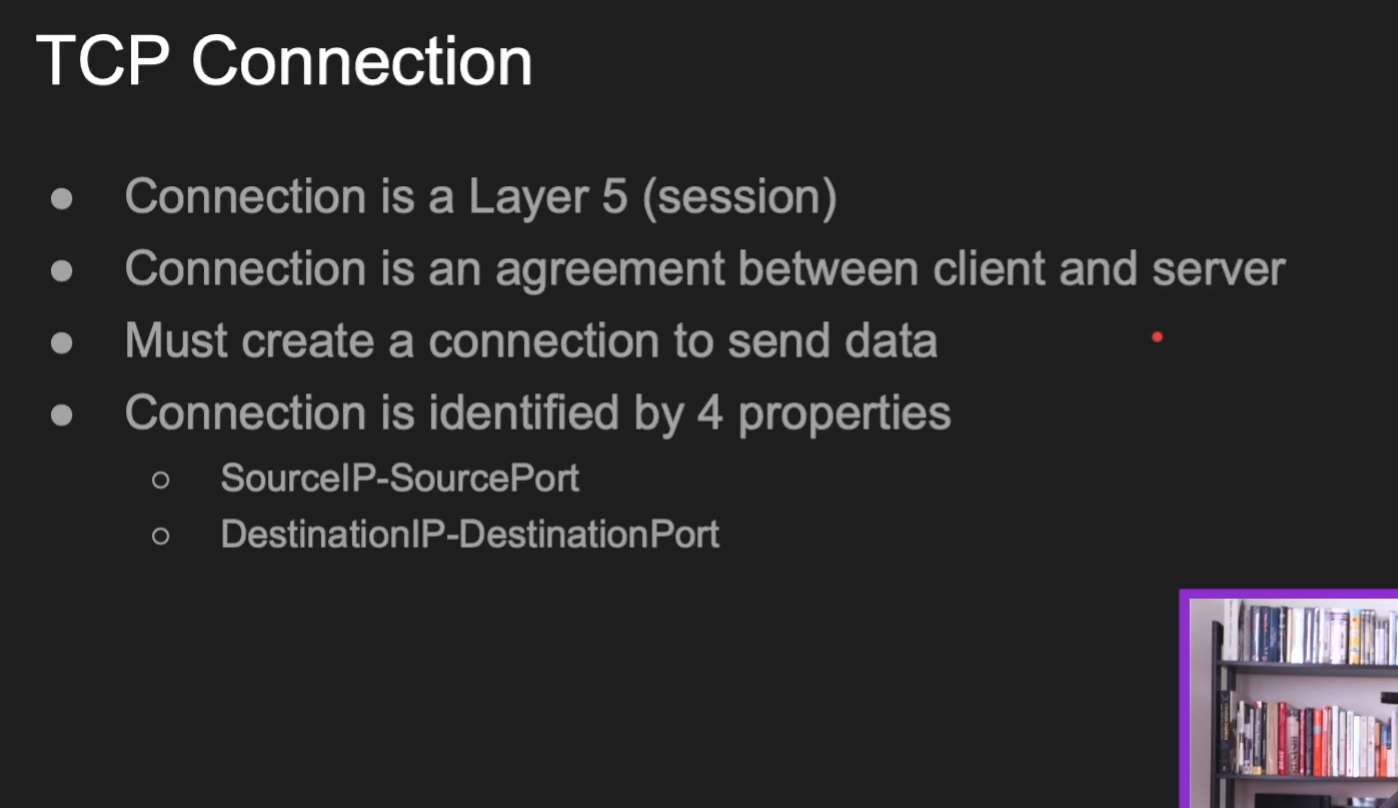 TCP Connection
● Connection is a Layer 5 (session)
● Connection is an agreement between client and server
● Must create a connection to send data
● Connection is identified by 4 properties
○ SourceIP-SourcePort
○ DestinationIP-DestinationPort